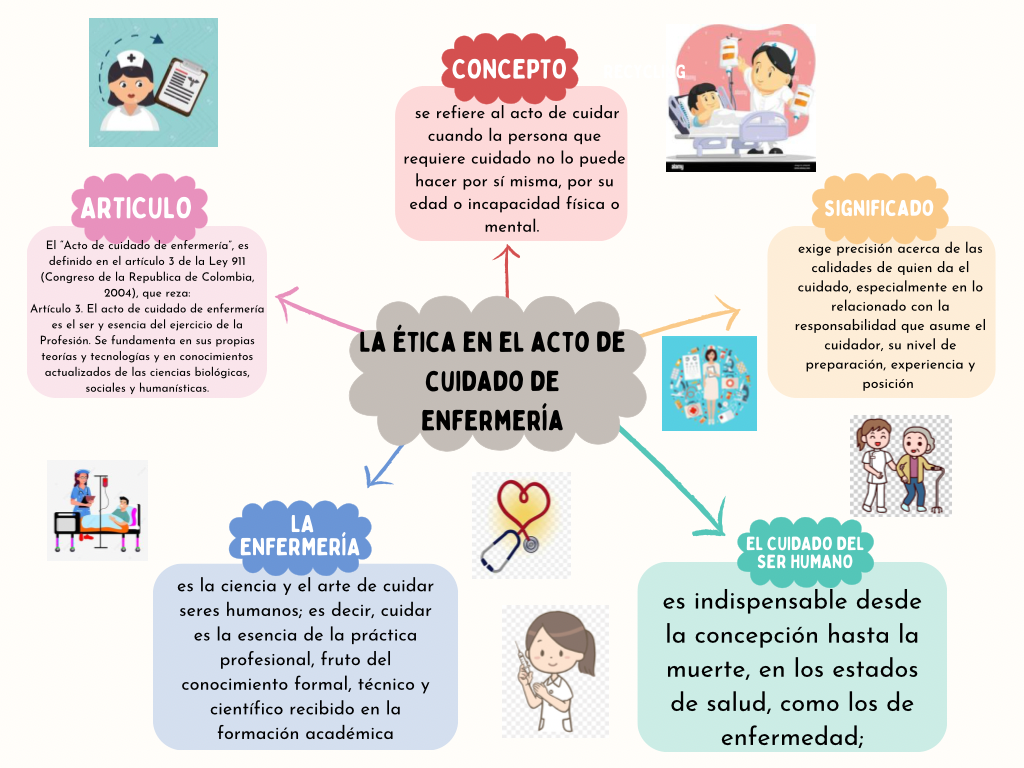 CONCEPTO
se refiere al acto de cuidar
cuando la persona que
requiere cuidado no lo puede
hacer por sí misma, por su
edad o incapacidad física o
mental.
alamy
ARTICULO
El "Acto de cuidado de enfermería", es
definido en el artículo 3 de la Ley 911
(Congreso de la Republica de Colombia,
2004), que reza:
Artículo 3. El acto de cuidado de enfermería
es el ser y esencia del ejercicio de la
Profesión. Se fundamenta en sus propias
teorías y tecnologías y en conocimientos
actualizados de las ciencias biológicas,
sociales y humanísticas.
SIGNIFICADO
exige precisión acerca de las
calidades de quien da el
cuidado, especialmente en lo
relacionado con la
responsabilidad que asume el
cuidador, su nivel de
preparación, experiencia y
posición
LA ÉTICA EN EL ACTO DE
CUIDADO DE
ENFERMERÍA
LA
ENFERMERÍA
es la ciencia y el arte de cuidar
seres humanos; es decir, cuidar
es la esencia de la práctica
profesional, fruto del
conocimiento formal, técnico y
científico recibido en la
formación académica
EL CUIDADO DEL
SER HUMANO
es indispensable desde
la concepción hasta la
muerte, en los estados
de salud, como los de
enfermedad;